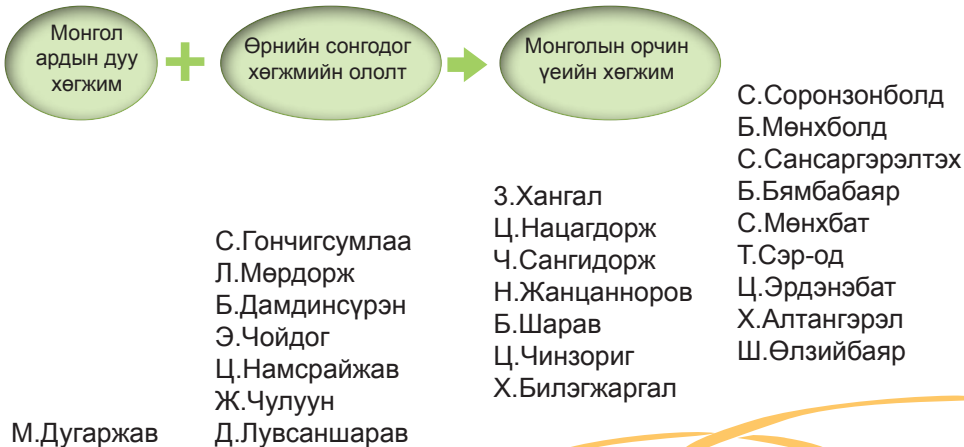 Монгол
ардын дуу
хөгжим
Өрнийн сонгодог
хөгжмийн ололт
Монголын орчин
үеийн хөгжим
М.Дугаржав
С.Гончигсумлаа
Л.Мөрдорж
Б.Дамдинсүрэн
Э.Чойдог
Ц.Намсрайжав
Ж.Чулуун
Д.Лувсаншарав
З.Хангал
Ц.Нацагдорж
Ч.Сангидорж
Н.Жанцанноров
Б.Шарав
Ц.Чинзориг
Х.Билэгжаргал
С.Соронзонболд
Б.Мөнхболд
С.Сансаргэрэлтэх
Б.Бямбабаяр
С.Мөнхбат
Т.Сэр-од
Ц.Эрдэнэбат
Х.Алтангэрэл
Ш.Өлзийбаяр